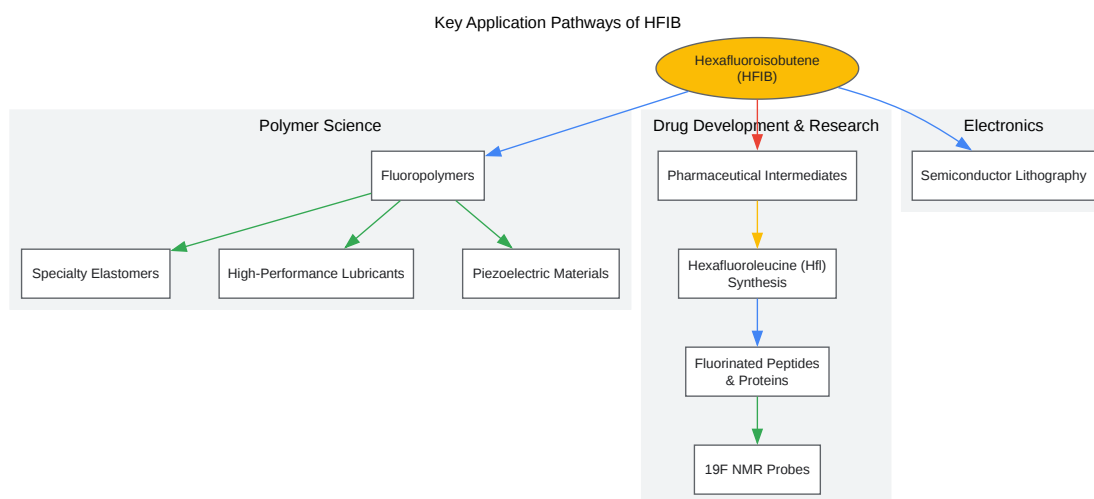 Key Application Pathways of HFIB
Hexafluoroisobutene
(HFIB)
Polymer Science
Drug Development & Research
Electronics
Fluoropolymers
Pharmaceutical Intermediates
Semiconductor Lithography
Specialty Elastomers
High-Performance Lubricants
Piezoelectric Materials
Hexafluoroleucine (Hfl)
Synthesis
Fluorinated Peptides
& Proteins
19F NMR Probes